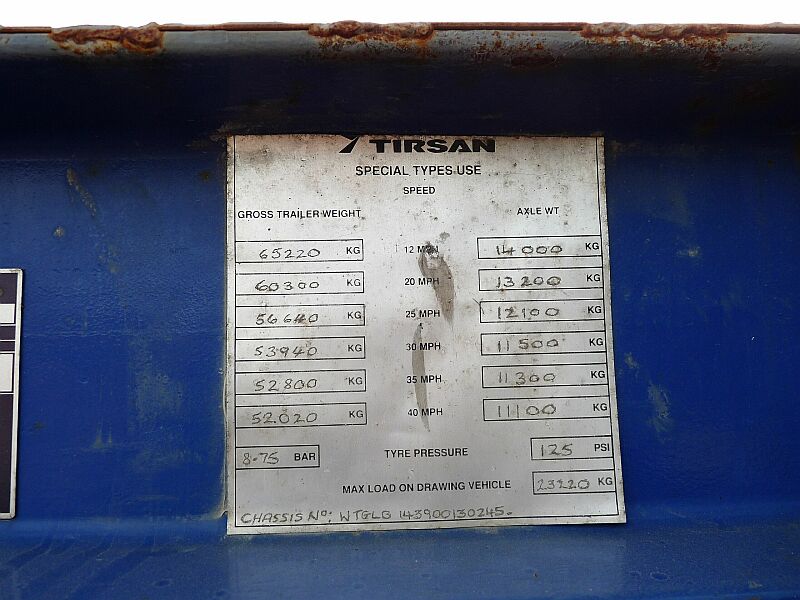 TIRSAN
SPECIAL TYPES USE
SPEED
GROSS TRAILER WEIGHT AXLE WT
65220 KG 12 MPH 14000 KG
60300 KG 20 MPH 13200 KG
56640 KG 25 MPH 12100 KG
53940 KG 30 MPH 11500 KG
52800 KG 35 MPH 11300 KG
52020 KG 40 MPH 11100 KG
8.75 BAR TYRE PRESSURE 125 PSI
MAX LOAD ON DRAWING VEHICLE 23220 KG
CHASSIS No: WTGLB 143900130245.